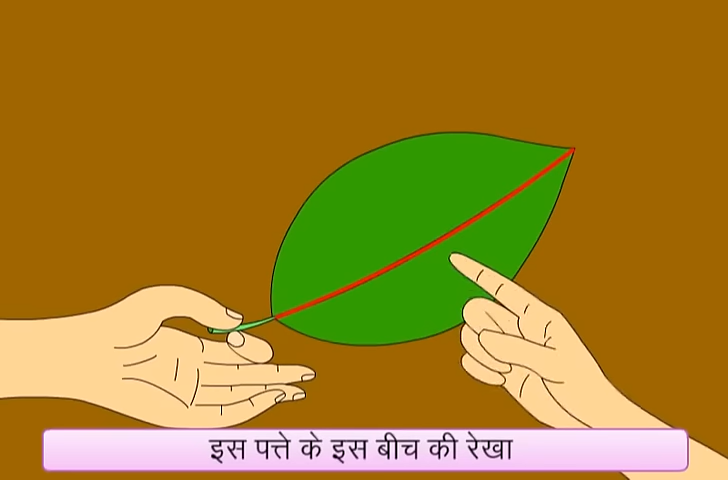 इस पत्ते के इस बीच की रेखा